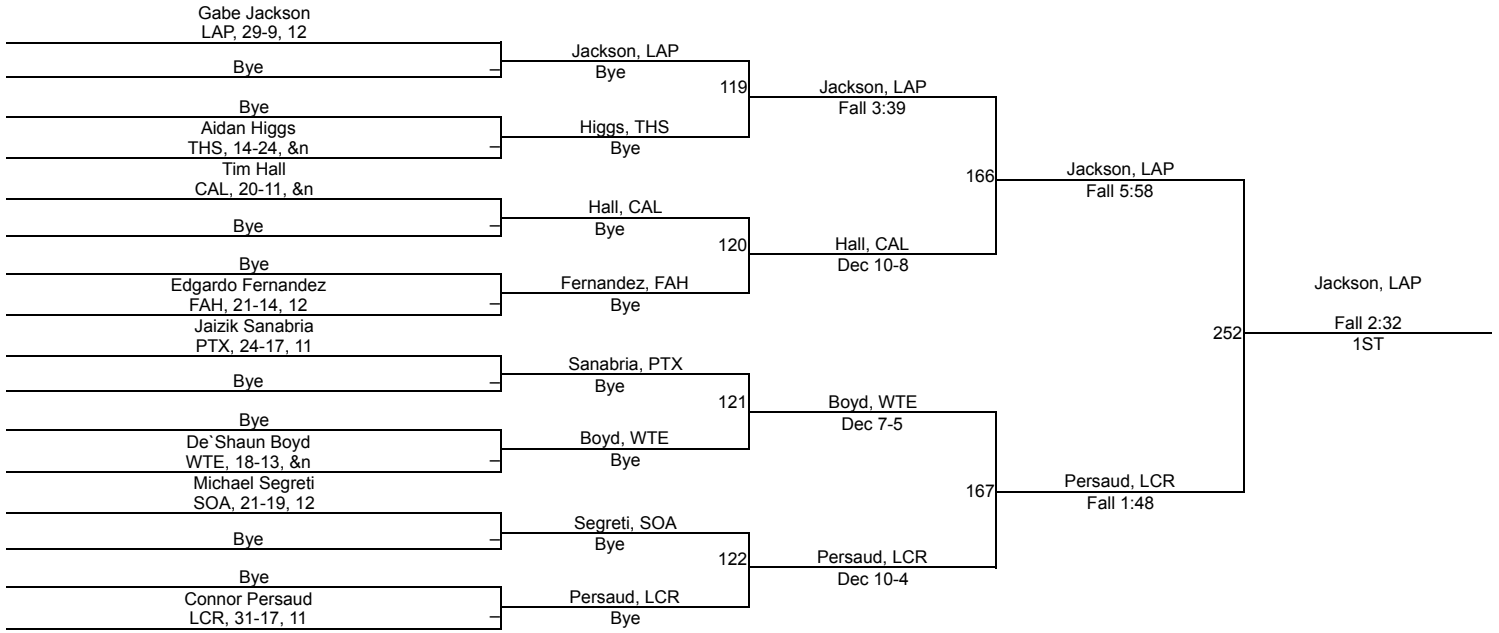 Gabe Jackson
LAP, 29-9, 12
Bye
Bye
Aidan Higgs
THS, 14-24, &n
Tim Hall
CAL, 20-11, &n
Bye
Bye
Edgardo Fernandez
FAH, 21-14, 12
Jaizik Sanabria
PTX, 24-17, 11
Bye
Bye
De`Shaun Boyd
WTE, 18-13, &n
Michael Segreti
SOA, 21-19, 12
Bye
Bye
Connor Persaud
LCR, 31-17, 11
Jackson, LAP
Bye
Higgs, THS
Bye
Hall, CAL
Bye
Fernandez, FAH
Bye
Sanabria, PTX
Bye
Boyd, WTE
Bye
Segreti, SOA
Bye
Persaud, LCR
Bye
119
120
121
122
Jackson, LAP
Fall 3:39
Hall, CAL
Dec 10-8
Boyd, WTE
Dec 7-5
Persaud, LCR
Dec 10-4
166
167
Jackson, LAP
Fall 5:58
Persaud, LCR
Fall 1:48
252
Jackson, LAP
Fall 2:32
1ST